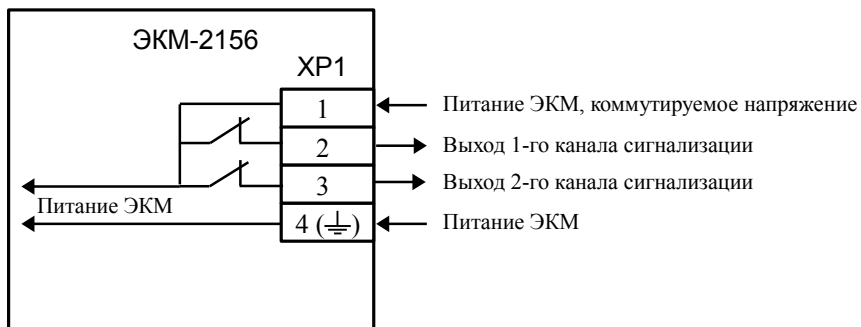 ЭКМ-2156
XP1
1 Питание ЭКМ, коммутируемое напряжение
2 Выход 1-го канала сигнализации
3 Выход 2-го канала сигнализации
Питание ЭКМ
4 (⏚) Питание ЭКМ